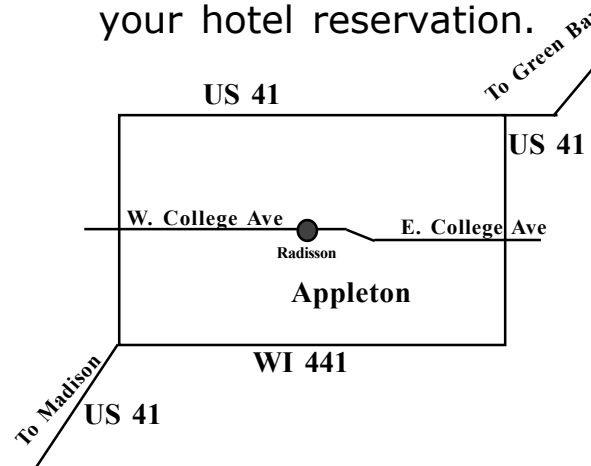 your hotel reservation.
To Green Bay
US 41
US 41
W. College Ave
E. College Ave
Radisson
Appleton
WI 441
To Madison
US 41